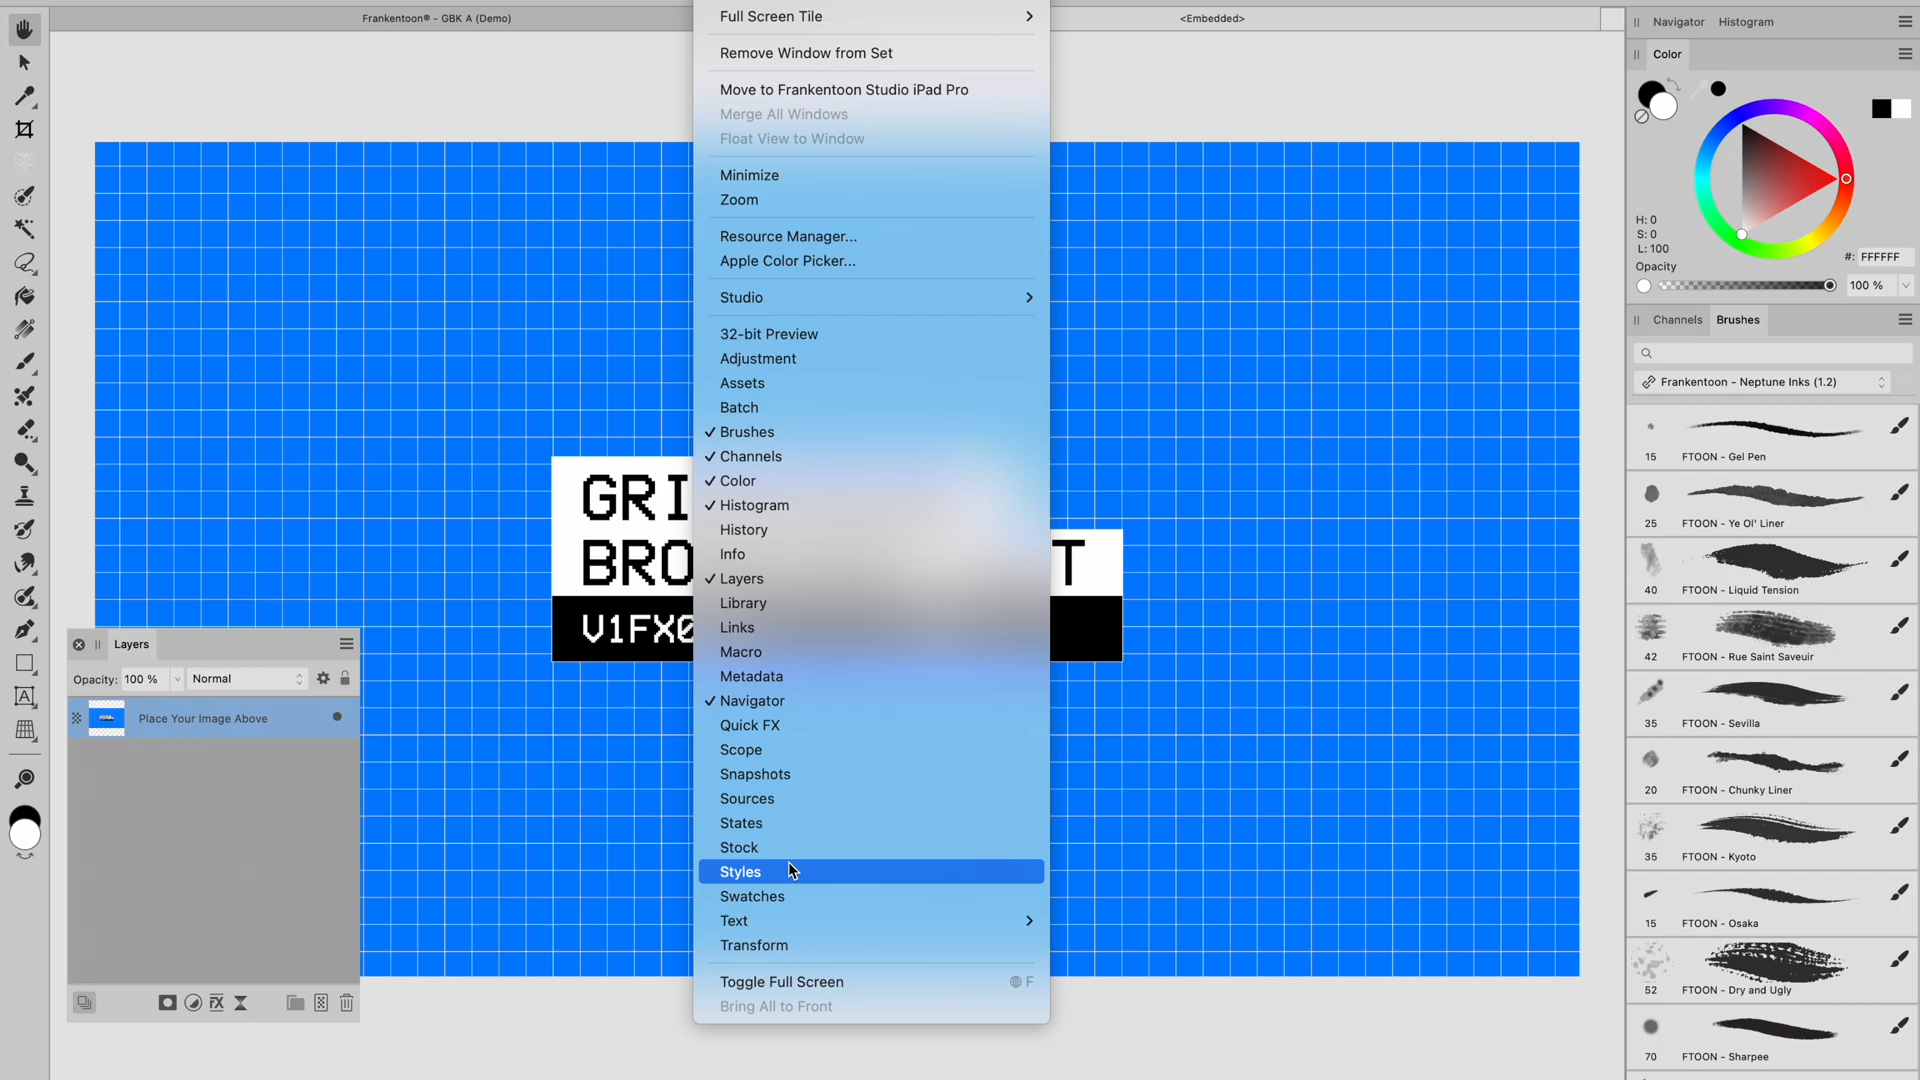 Frankentoon® - GBK A (Demo)
<Embedded>
Full Screen Tile
Remove Window from Set
Move to Frankentoon Studio iPad Pro
Merge All Windows
Float View to Window
Minimize
Zoom
Resource Manager...
Apple Color Picker...
Studio
32-bit Preview
Adjustment
Assets
Batch
✓ Brushes
✓ Channels
✓ Color
✓ Histogram
History
Info
✓ Layers
Library
Links
Macro
Metadata
✓ Navigator
Quick FX
Scope
Snapshots
Sources
States
Stock
Styles
Swatches
Text
Transform
Toggle Full Screen F
Bring All to Front
GRI
BRO T
V1FX0
Layers
Opacity: 100 % Normal
Place Your Image Above
FX
Navigator Histogram
Color
H: 0
S: 0
L: 100
#: FFFFFF
Opacity
100 %
Channels Brushes
Frankentoon - Neptune Inks (1.2)
15 FTOON - Gel Pen
25 FTOON - Ye Ol' Liner
40 FTOON - Liquid Tension
42 FTOON - Rue Saint Saveuir
35 FTOON - Sevilla
20 FTOON - Chunky Liner
35 FTOON - Kyoto
15 FTOON - Osaka
52 FTOON - Dry and Ugly
70 FTOON - Sharpee